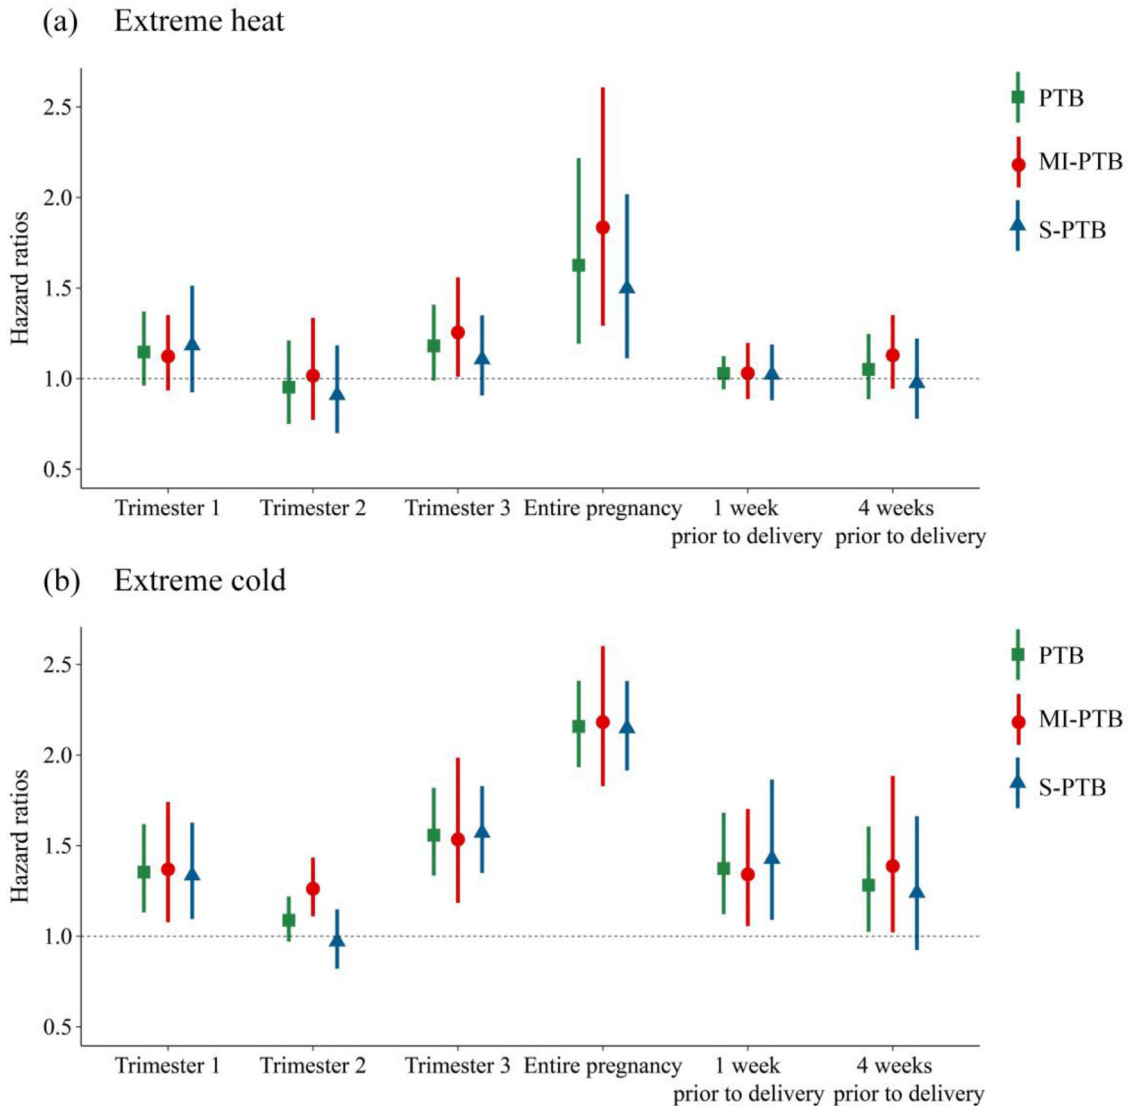 (a) Extreme heat
Hazard ratios
2.5
2.0
1.5
1.0
0.5
Trimester 1
Trimester 2
Trimester 3
Entire pregnancy
1 week
prior to delivery
4 weeks
prior to delivery
PTB
MI-PTB
S-PTB
(b) Extreme cold
Hazard ratios
2.5
2.0
1.5
1.0
0.5
Trimester 1
Trimester 2
Trimester 3
Entire pregnancy
1 week
prior to delivery
4 weeks
prior to delivery
PTB
MI-PTB
S-PTB